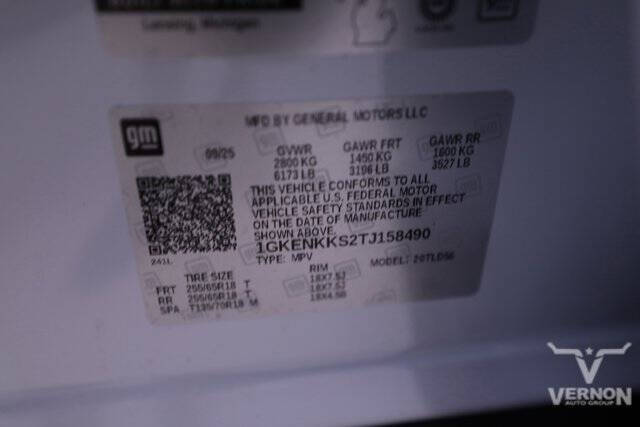 Lansing, Michigan
MFD BY GENERAL MOTORS LLC
gm
09/25 GVWR GAWR FRT GAWR RR
2800 KG 1450 KG 1600 KG
6173 LB 3196 LB 3527 LB
THIS VEHICLE CONFORMS TO ALL
APPLICABLE U.S. FEDERAL MOTOR
VEHICLE SAFETY STANDARDS IN EFFECT
ON THE DATE OF MANUFACTURE
SHOWN ABOVE
1GKENKKS2TJ158490
TYPE: MPV MODEL:
241L
TIRE SIZE RIM
FRT 255/65R18 T 18X7.5J
RR 255/65R18 T 18X7.5J
SPA T135/70R18 M 18X4.5B
VERNON
AUTO GROUP